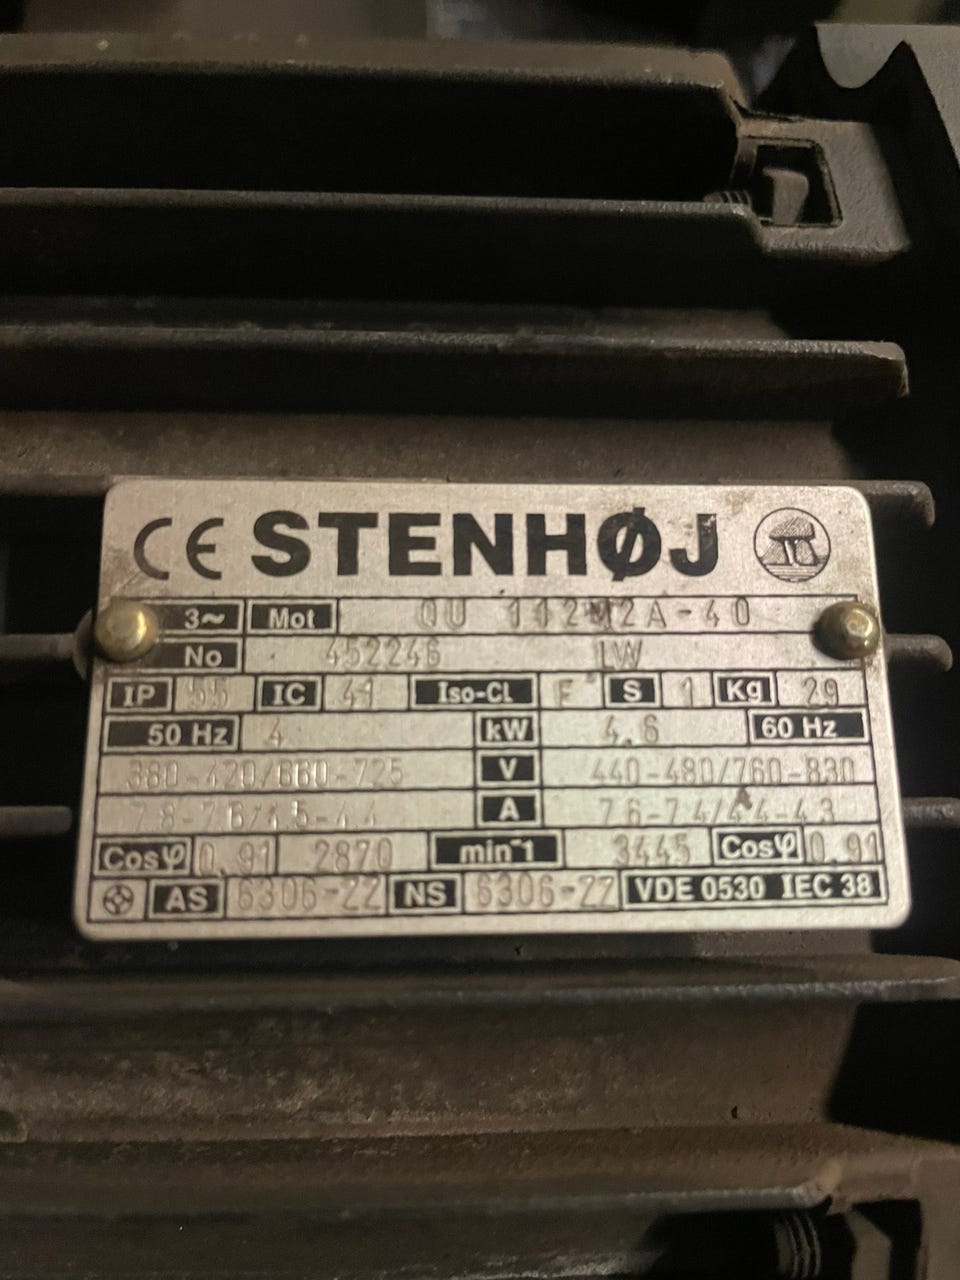 CE STENHØJ
3~ Mot QU 112M2A-40
No 452246 LW
IP 55 IC 41 Iso-Cl. F S 1 Kg 29
50 Hz 4 kW 4.6 60 Hz
380-420/660-725 V 440-480/760-830
7.8-7.6/4.5-4.4 A 7.6-7.4/4.4-4.3
Cosφ 0.91 2870 min⁻1 3445 Cosφ 0.91
AS 6306-ZZ NS 6306-ZZ VDE 0530 IEC 38